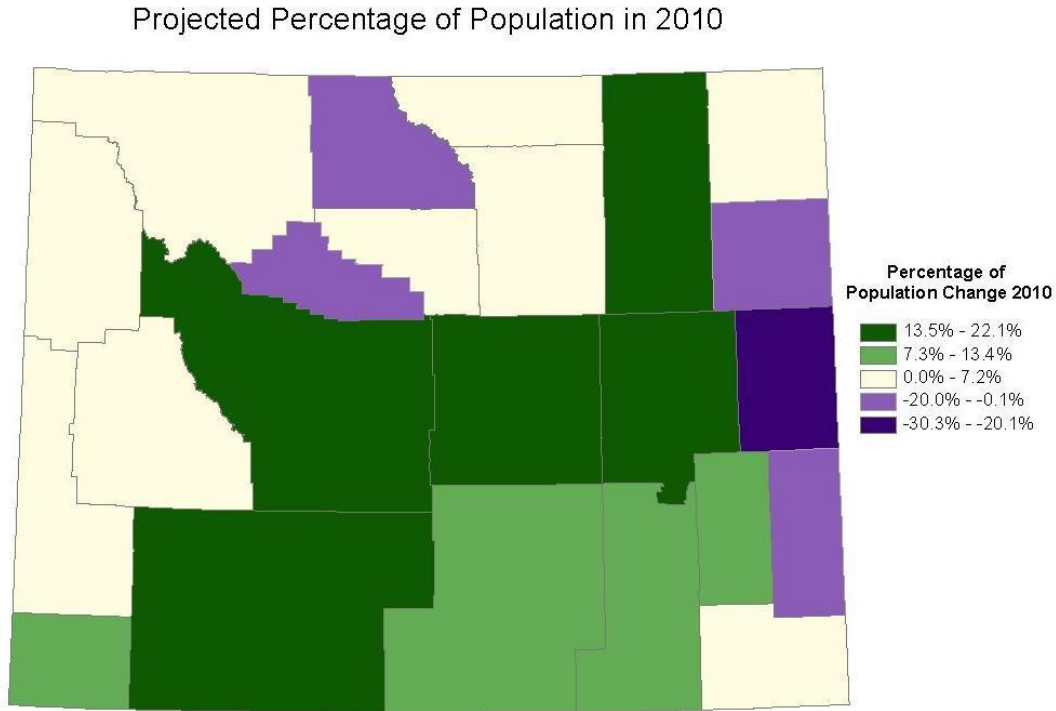 Projected Percentage of Population in 2010
Percentage of
Population Change 2010
13.5% - 22.1%
7.3% - 13.4%
0.0% - 7.2%
-20.0% - -0.1%
-30.3% - -20.1%